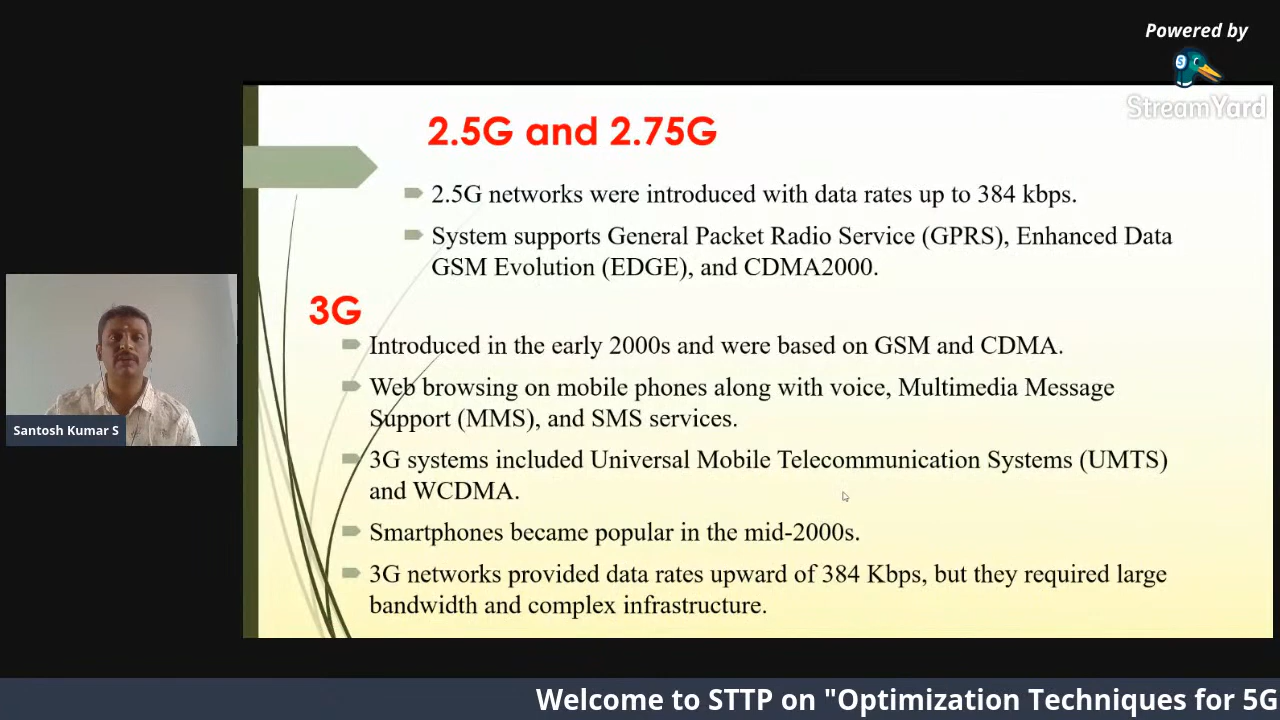 Powered by
StreamYard
2.5G and 2.75G
2.5G networks were introduced with data rates up to 384 kbps.
System supports General Packet Radio Service (GPRS), Enhanced Data
GSM Evolution (EDGE), and CDMA2000.
3G
Introduced in the early 2000s and were based on GSM and CDMA.
Web browsing on mobile phones along with voice, Multimedia Message
Support (MMS), and SMS services.
3G systems included Universal Mobile Telecommunication Systems (UMTS)
and WCDMA.
Smartphones became popular in the mid-2000s.
3G networks provided data rates upward of 384 Kbps, but they required large
bandwidth and complex infrastructure.
Santosh Kumar S
Welcome to STTP on "Optimization Techniques for 5G